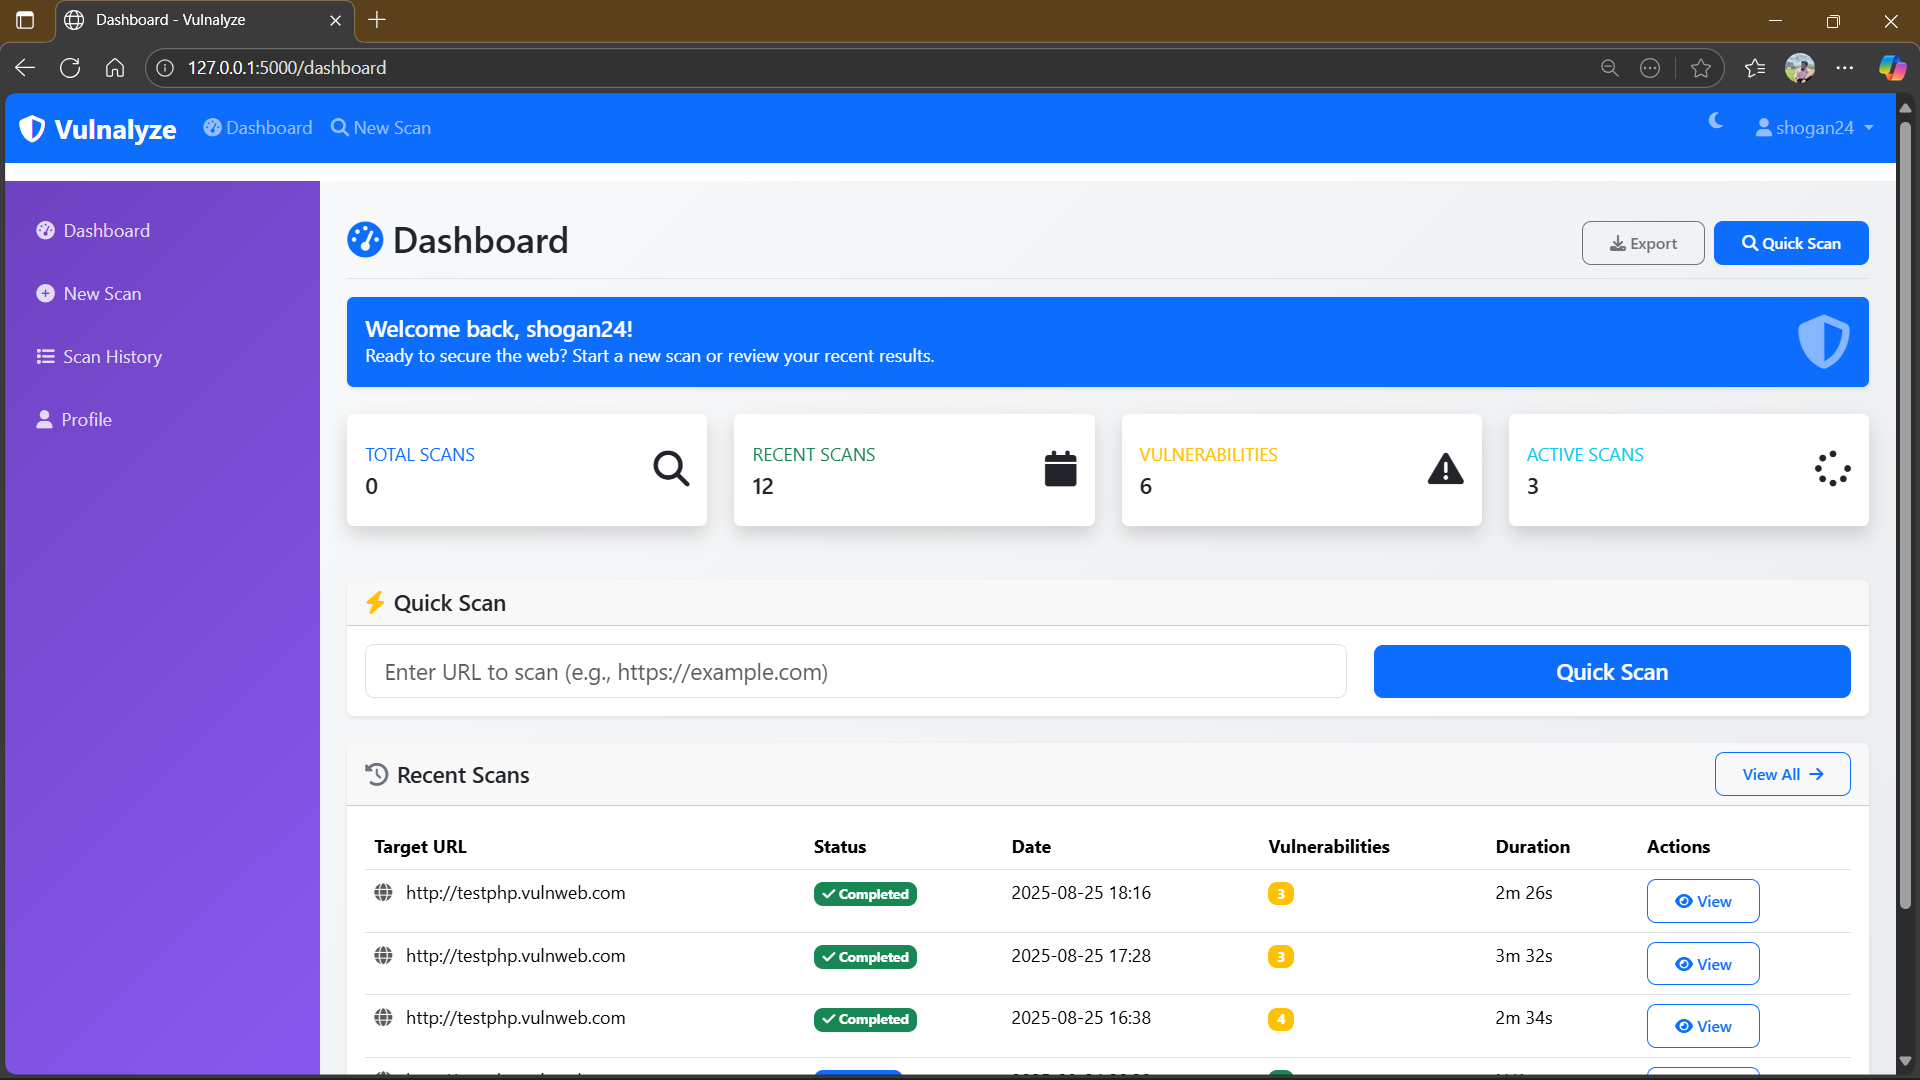 Dashboard - Vulnalyze
127.0.0.1:5000/dashboard
Vulnalyze Dashboard New Scan shogan24
Dashboard
New Scan
Scan History
Profile
Dashboard Export Quick Scan
Welcome back, shogan24!
Ready to secure the web? Start a new scan or review your recent results.
TOTAL SCANS RECENT SCANS VULNERABILITIES ACTIVE SCANS
0 12 6 3
Quick Scan
Enter URL to scan (e.g., https://example.com) Quick Scan
Recent Scans View All
Target URL Status Date Vulnerabilities Duration Actions
http://testphp.vulnweb.com Completed 2025-08-25 18:16 3 2m 26s View
http://testphp.vulnweb.com Completed 2025-08-25 17:28 3 3m 32s View
http://testphp.vulnweb.com Completed 2025-08-25 16:38 4 2m 34s View